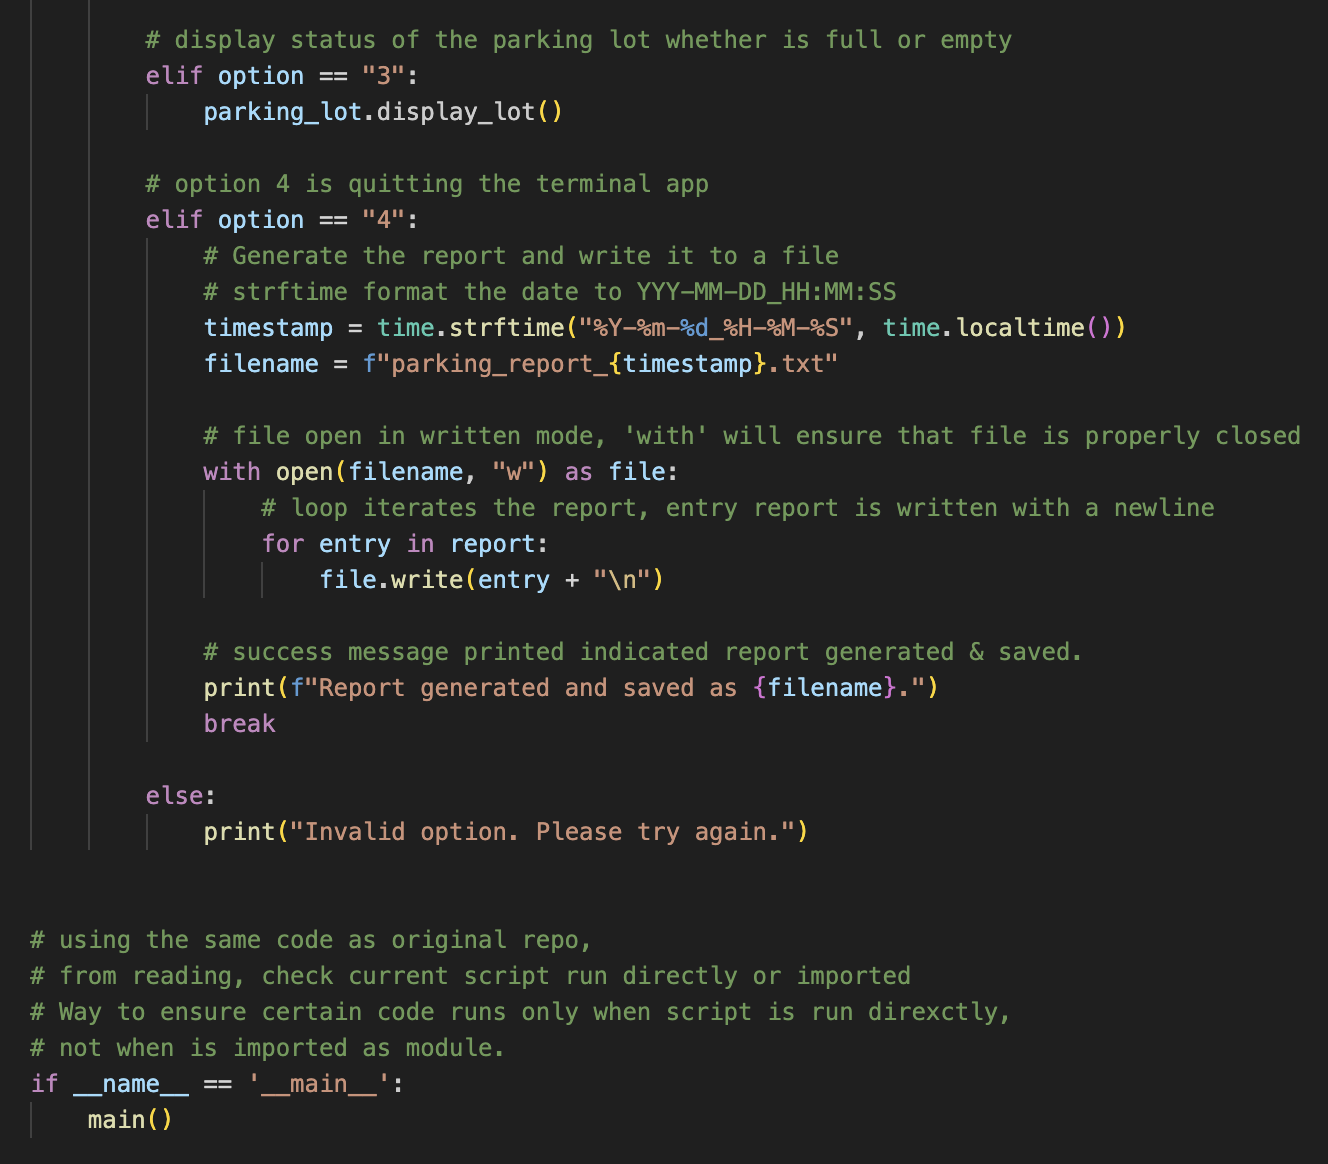 # display status of the parking lot whether is full or empty
elif option == "3":
parking_lot.display_lot()
# option 4 is quitting the terminal app
elif option == "4":
# Generate the report and write it to a file
# strftime format the date to YYY-MM-DD_HH:MM:SS
timestamp = time.strftime("%Y-%m-%d_%H-%M-%S", time.localtime())
filename = f"parking_report_{timestamp}.txt"
# file open in written mode, 'with' will ensure that file is properly closed
with open(filename, "w") as file:
# loop iterates the report, entry report is written with a newline
for entry in report:
file.write(entry + "\n")
# success message printed indicated report generated & saved.
print(f"Report generated and saved as {filename}.")
break
else:
print("Invalid option. Please try again.")
# using the same code as original repo,
# from reading, check current script run directly or imported
# Way to ensure certain code runs only when script is run direxctly,
# not when is imported as module.
if __name__ == '__main__':
main()